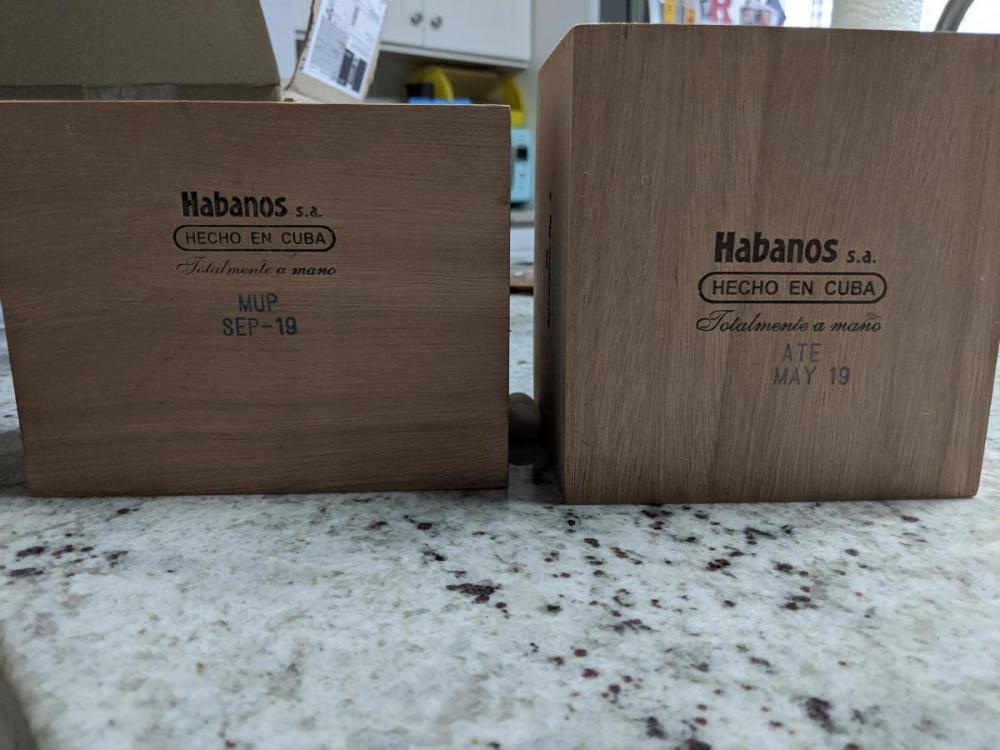 Habanos s.a.
HECHO EN CUBA
Totalmente a mano
MUP
SEP-19
Habanos s.a.
HECHO EN CUBA
Totalmente a mano
ATE
MAY 19
R